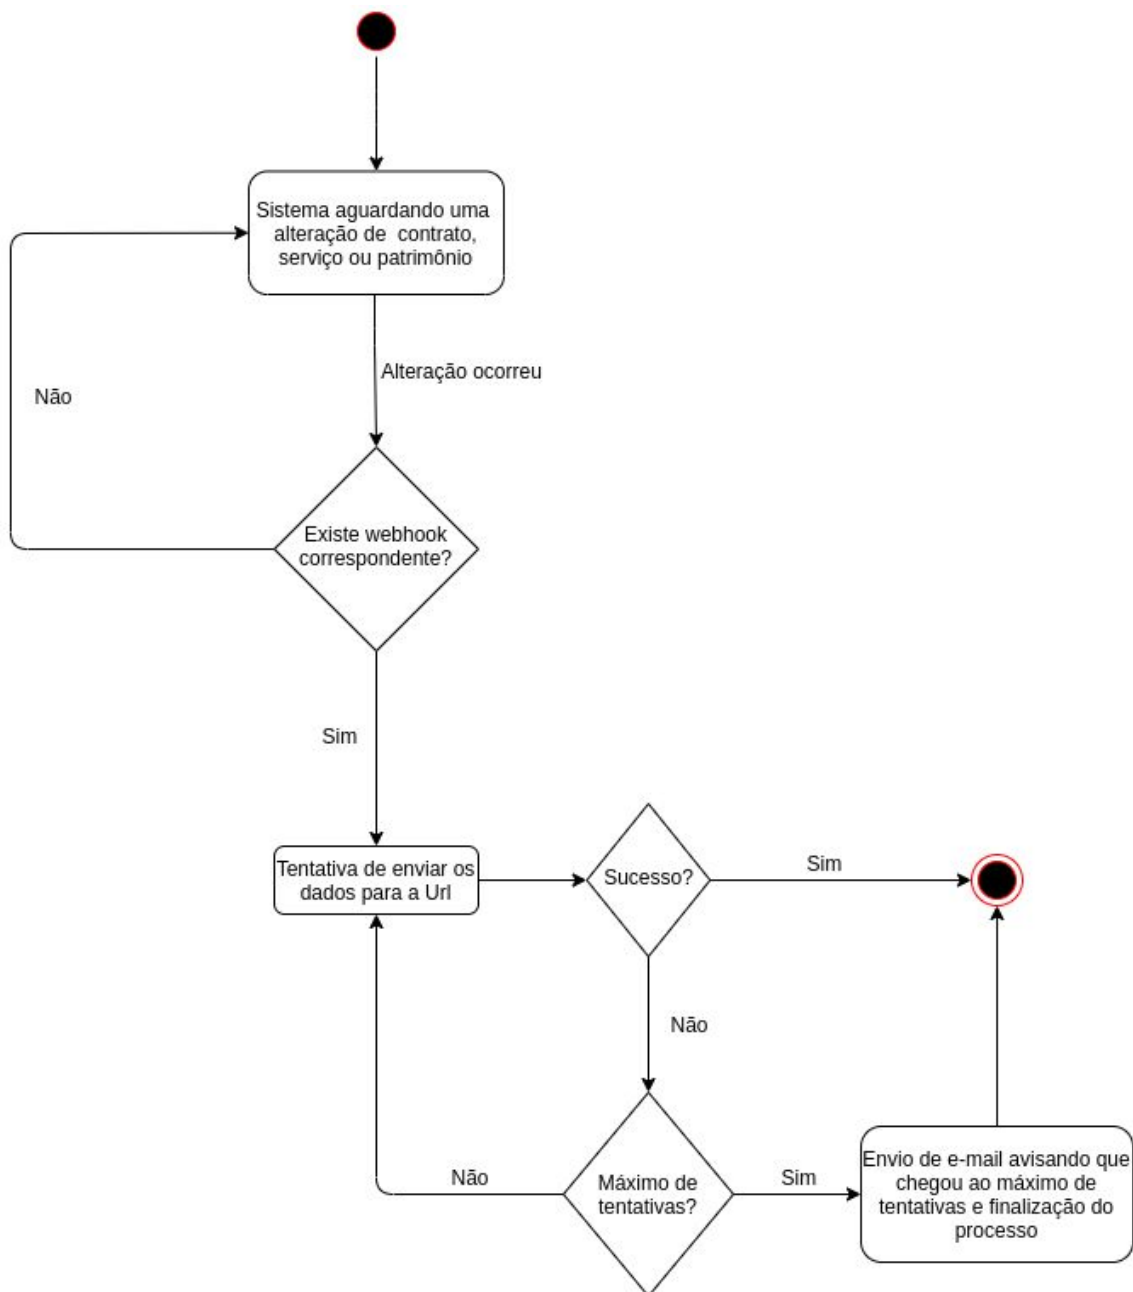 Sistema aguardando uma
alteração de contrato,
serviço ou patrimônio
Alteração ocorreu
Não
Existe webhook
correspondente?
Sim
Tentativa de enviar os
dados para a Url
Sucesso?
Sim
Não
Máximo de
tentativas?
Não
Sim
Envio de e-mail avisando que
chegou ao máximo de
tentativas e finalização do
processo